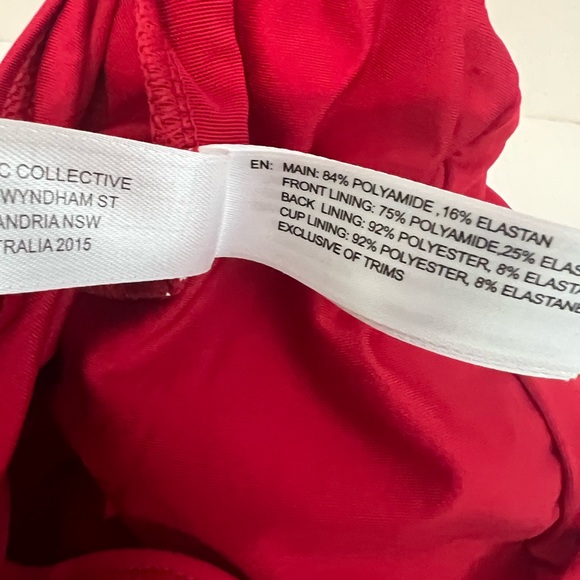 C COLLECTIVE
WYNDHAM ST
ANDRIA NSW
TRALIA 2015
EN: MAIN: 84% POLYAMIDE ,16% ELASTAN
FRONT LINING: 75% POLYAMIDE,25% ELAS
BACK LINING: 92% POLYESTER, 8% ELASTA
CUP LINING: 92% POLYESTER, 8% ELASTANE
EXCLUSIVE OF TRIMS